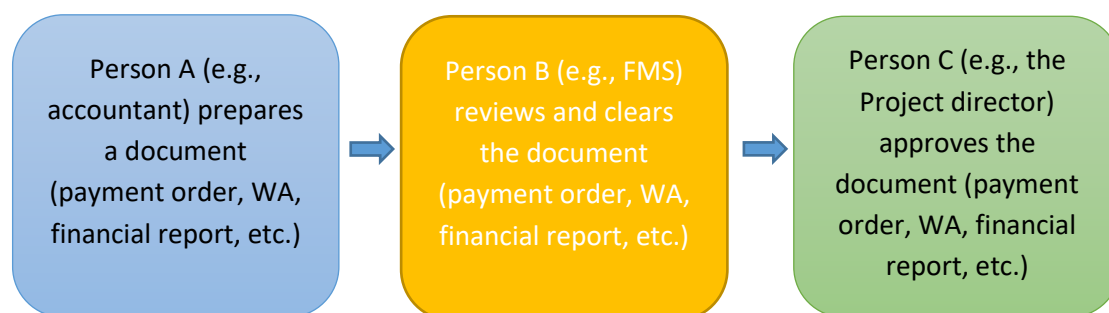 Person A (e.g.,
accountant) prepares
a document
(payment order, WA,
financial report, etc.)
Person B (e.g., FMS)
reviews and clears
the document
(payment order, WA,
financial report, etc.)
Person C (e.g., the
Project director)
approves the
document (payment
order, WA, financial
report, etc.)